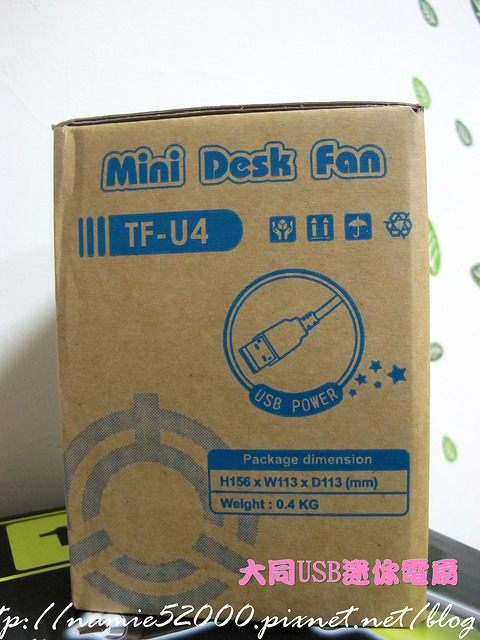 Mini Desk Fan
TF-U4
USB POWER
Package dimension
H156 x W113 x D113 (mm)
Weight : 0.4 KG
大同USB迷你電扇
tp://namie52000.pixnet.net/blog